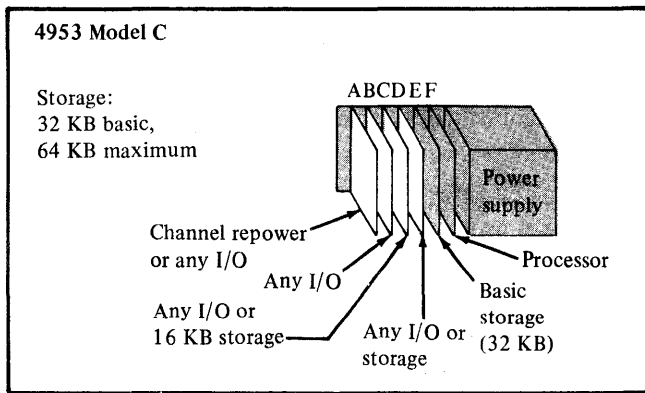 4953 Model C
Storage:
32 KB basic,
64 KB maximum
ABCDEF
Power
supply
Channel repower
or any I/O
Any I/O
Any I/O or
16 KB storage
Any I/O or
storage
Basic
storage
(32 KB)
Processor